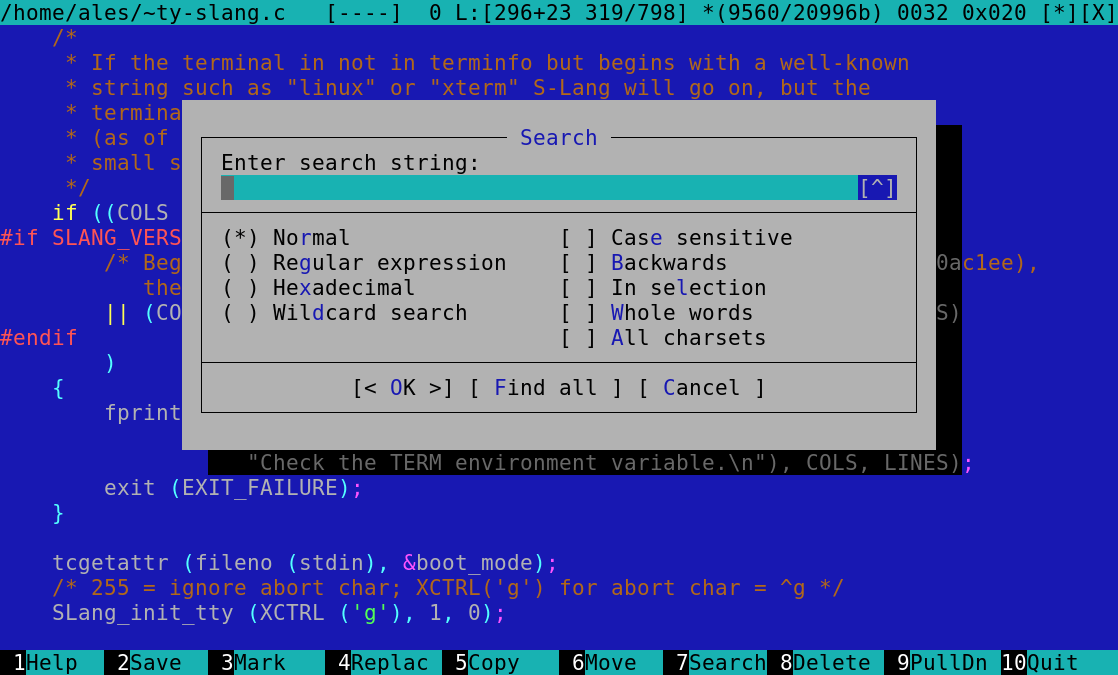 /home/ales/~ty-slang.c   [----]  0 L:[296+23 319/798] *(9560/20996b) 0032 0x020 [*][X]
/*
* If the terminal in not in terminfo but begins with a well-known
* string such as "linux" or "xterm" S-Lang will go on, but the
* termina
* (as of
Search
* small s
Enter search string:
*/
[^]
if ((COLS
#if SLANG_VERS
(*) Normal [ ] Case sensitive
/* Beg
( ) Regular expression [ ] Backwards
0ac1ee),
the
( ) Hexadecimal [ ] In selection
|| (CO
( ) Wildcard search [ ] Whole words
S)
#endif
[ ] All charsets
)
{
[< OK >] [ Find all ] [ Cancel ]
fprint
"Check the TERM environment variable.\n"), COLS, LINES);
exit (EXIT_FAILURE);
}
tcgetattr (fileno (stdin), &boot_mode);
/* 255 = ignore abort char; XCTRL('g') for abort char = ^g */
SLang_init_tty (XCTRL ('g'), 1, 0);
1Help 2Save 3Mark 4Replac 5Copy 6Move 7Search 8Delete 9PullDn 10Quit